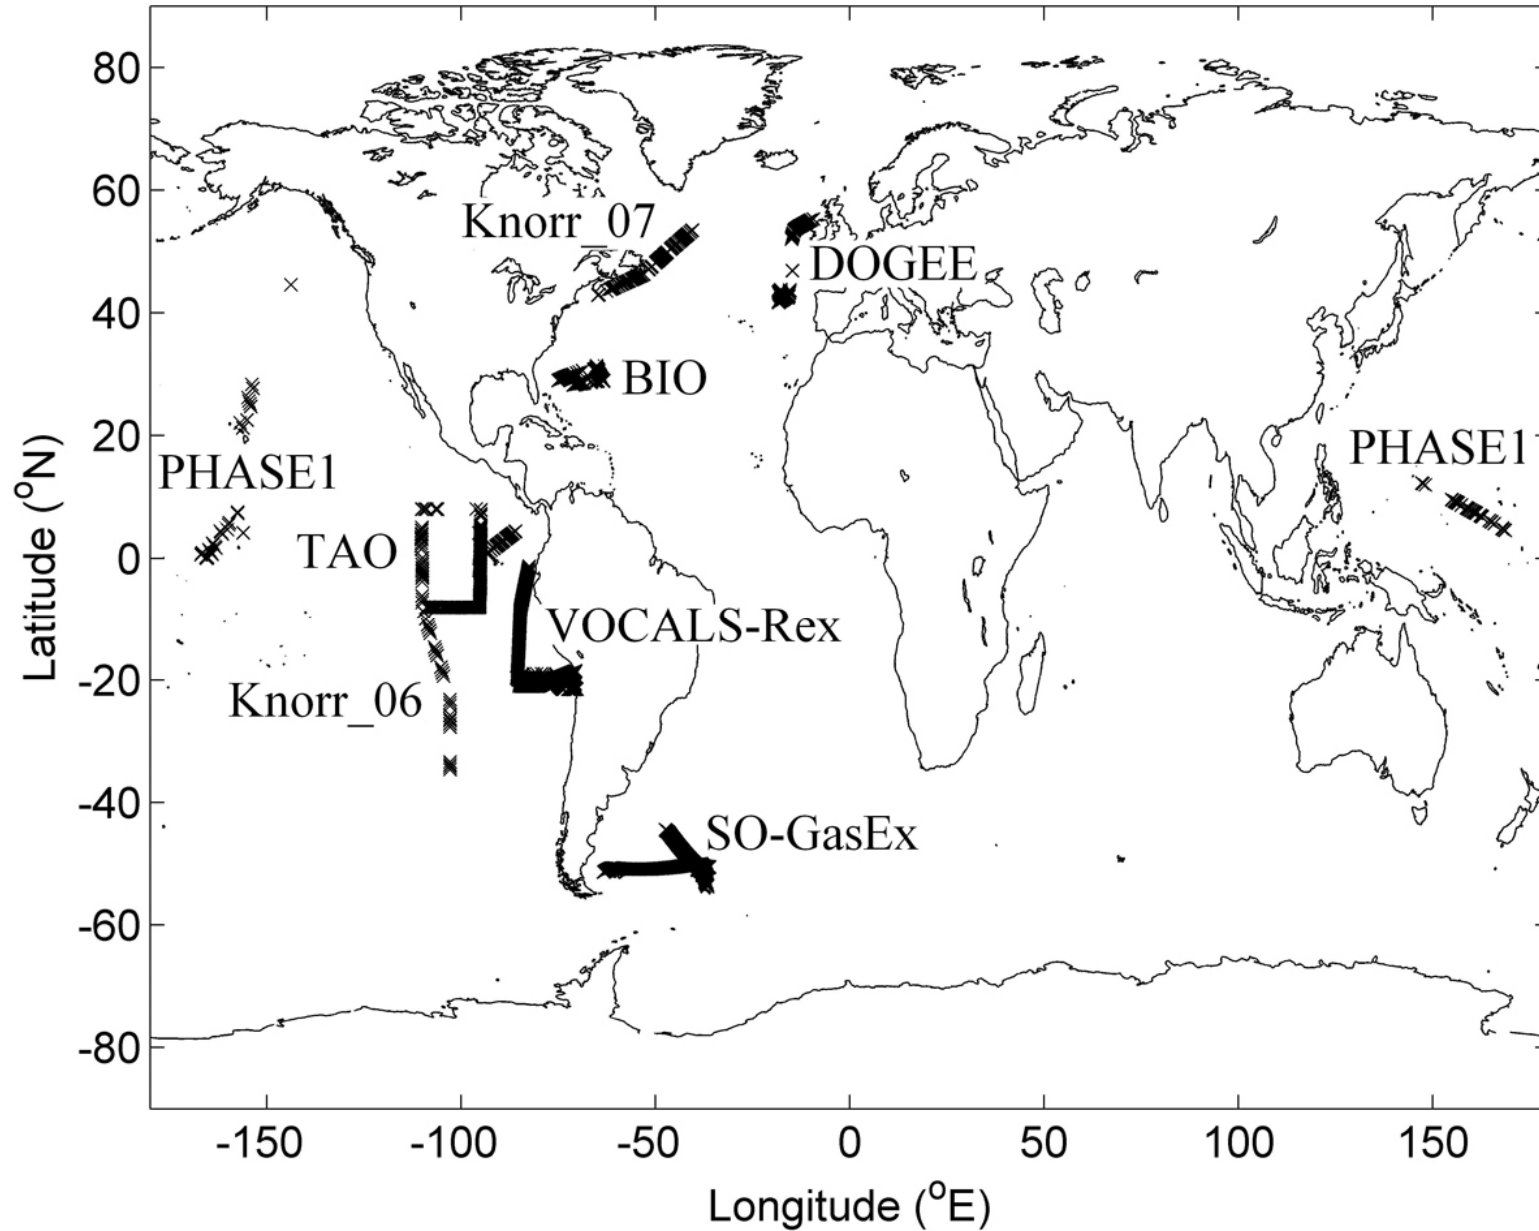 80
60
40
20
0
-20
-40
-60
-80
Latitude (°N)
Knorr_07
DOGEE
BIO
PHASE1
PHASE1
TAO
VOCALS-Rex
Knorr_06
SO-GasEx
-150
-100
-50
0
50
100
150
Longitude (°E)